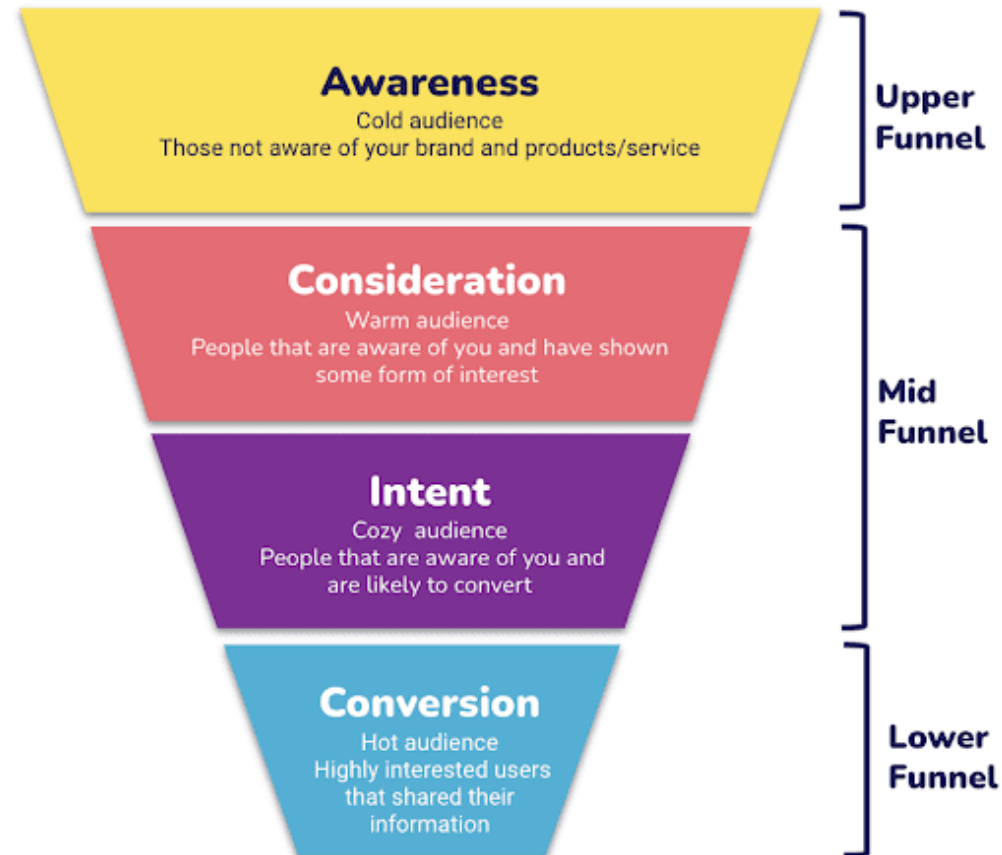 Awareness
Cold audience
Those not aware of your brand and products/service
Upper
Funnel
Consideration
Warm audience
People that are aware of you and have shown
some form of interest
Mid
Funnel
Intent
Cozy  audience
People that are aware of you and
are likely to convert
Conversion
Hot audience
Highly interested users
that shared their
information
Lower
Funnel